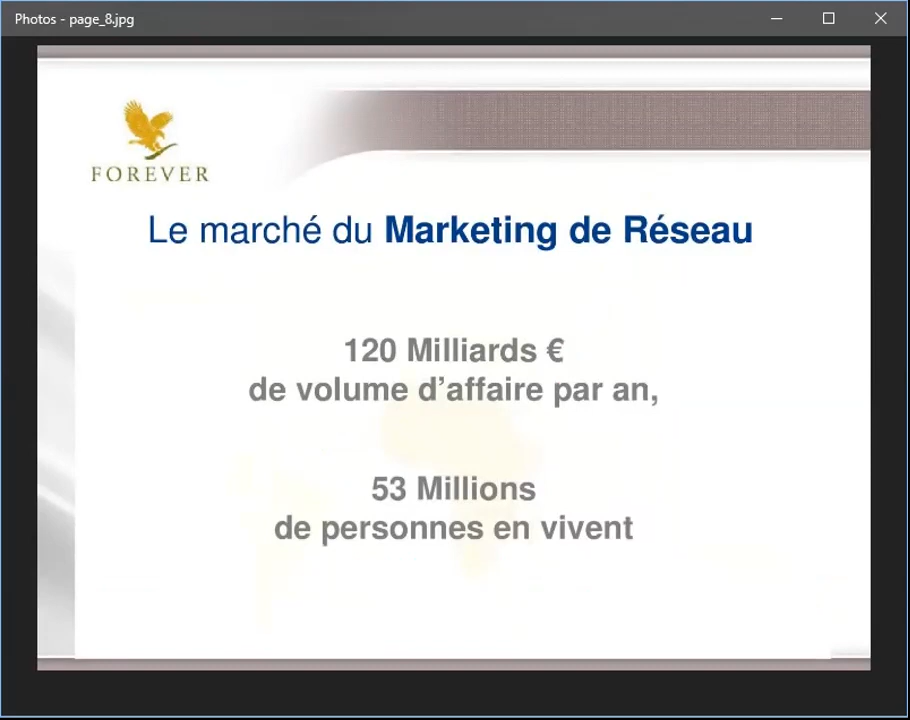 Photos - page_8.jpg
FOREVER
Le marché du Marketing de Réseau
120 Milliards €
de volume d’affaire par an,
53 Millions
de personnes en vivent